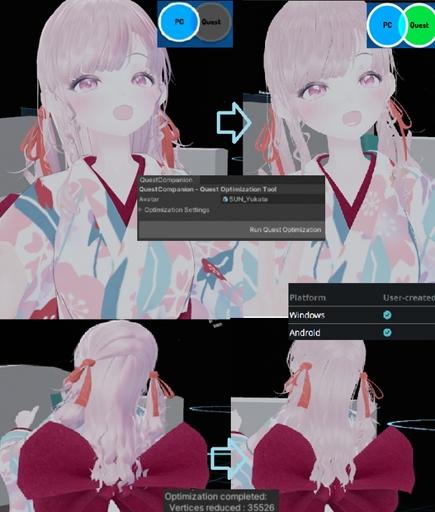 PC
Quest
PC
Quest
QuestCompanion
QuestCompanion - Quest Optimization Tool
Avatar
SUN_Yukata
Optimization Settings
Run Quest Optimization
Platform User-created
Windows
Android
Optimization completed:
Vertices reduced : 35526